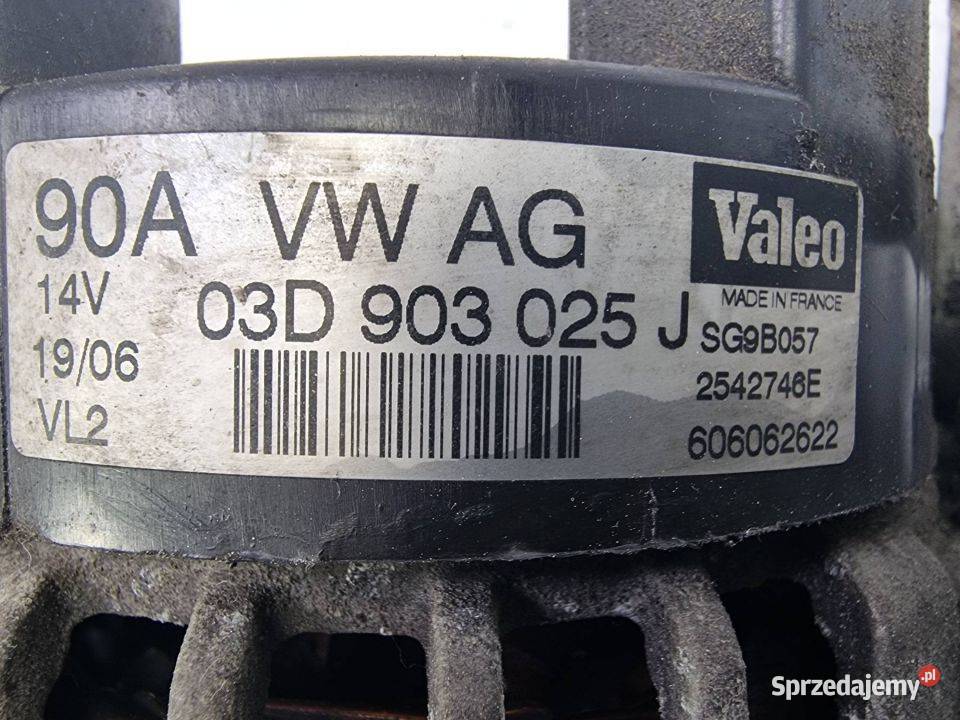 90A VW AG
Valeo
14V
03D 903 025 J
MADE IN FRANCE
19/06
SG9B057
2542746E
VL2
606062622
Sprzedajemy.pl